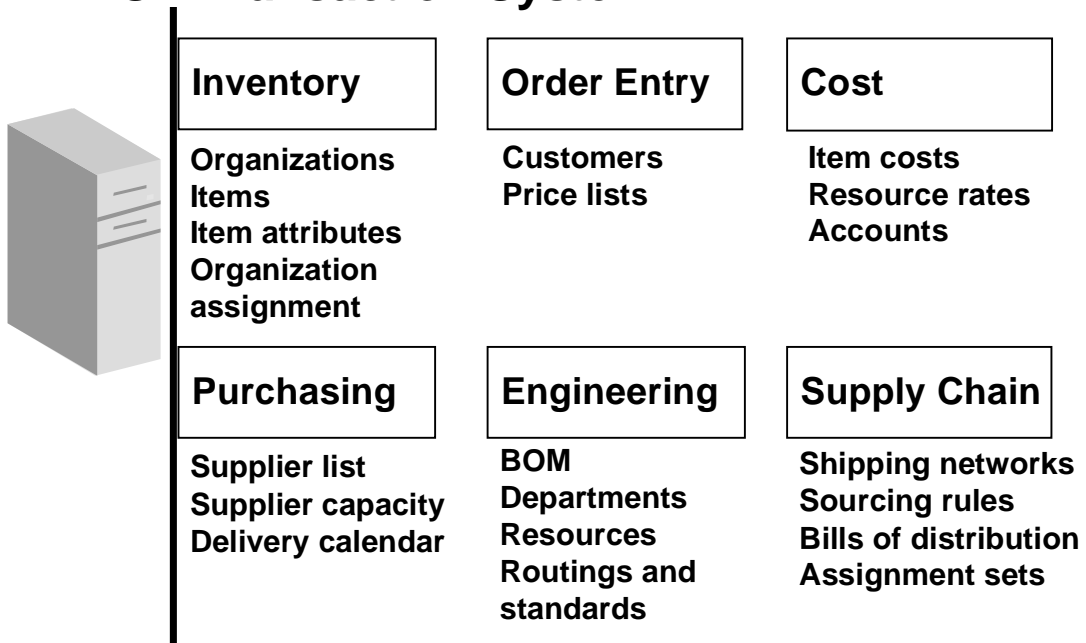 Inventory
Organizations
Items
Item attributes
Organization
assignment
Order Entry
Customers
Price lists
Cost
Item costs
Resource rates
Accounts
Purchasing
Supplier list
Supplier capacity
Delivery calendar
Engineering
BOM
Departments
Resources
Routings and
standards
Supply Chain
Shipping networks
Sourcing rules
Bills of distribution
Assignment sets